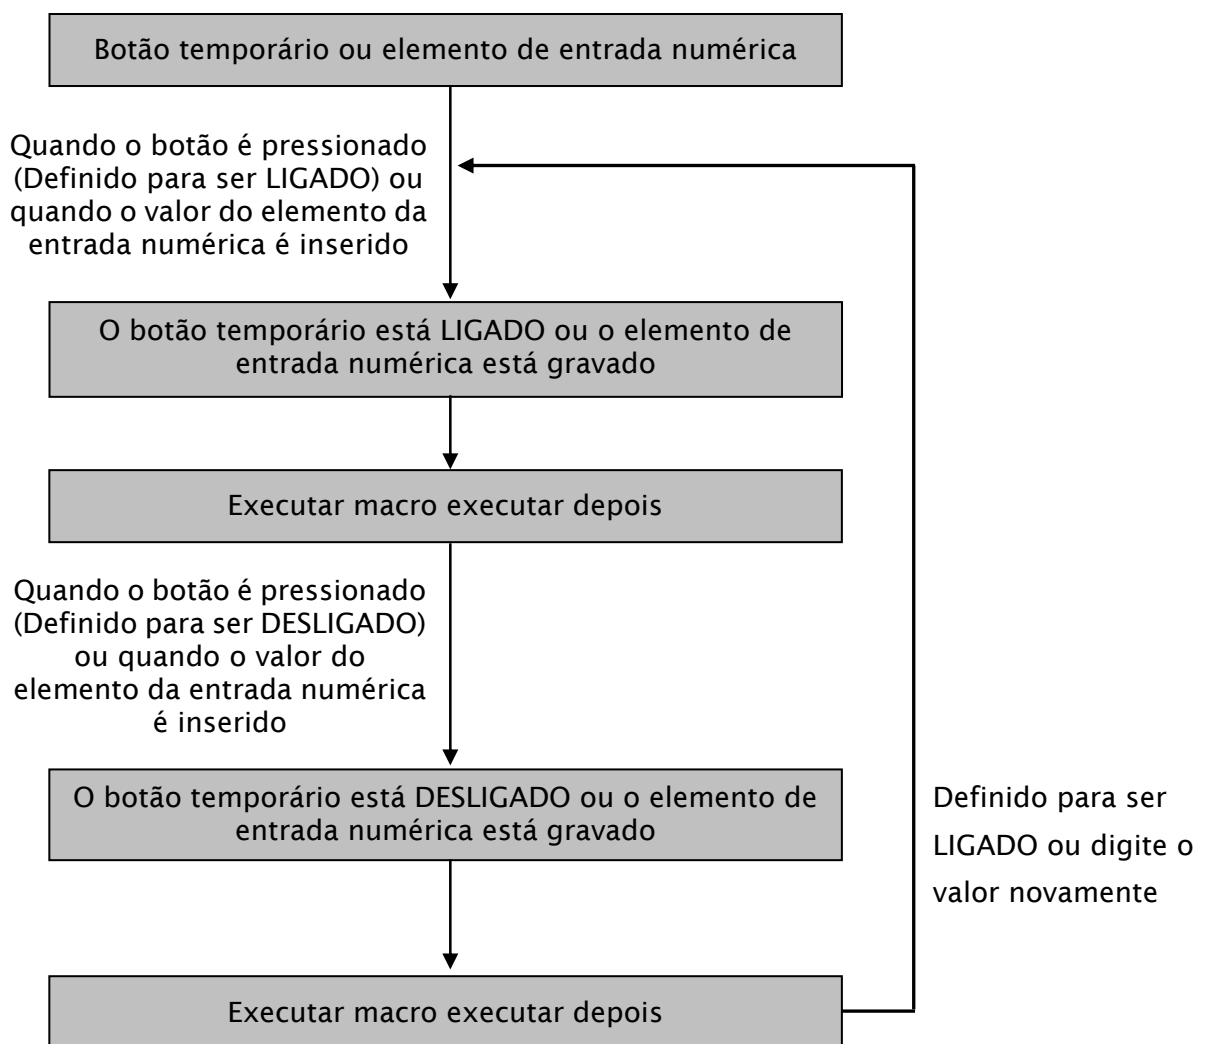 Botão temporário ou elemento de entrada numérica
Quando o botão é pressionado
(Definido para ser LIGADO) ou
quando o valor do elemento da
entrada numérica é inserido
O botão temporário está LIGADO ou o elemento de
entrada numérica está gravado
Executar macro executar depois
Quando o botão é pressionado
(Definido para ser DESLIGADO)
ou quando o valor do
elemento da entrada numérica
é inserido
O botão temporário está DESLIGADO ou o elemento de
entrada numérica está gravado
Definido para ser
LIGADO ou digite o
valor novamente
Executar macro executar depois